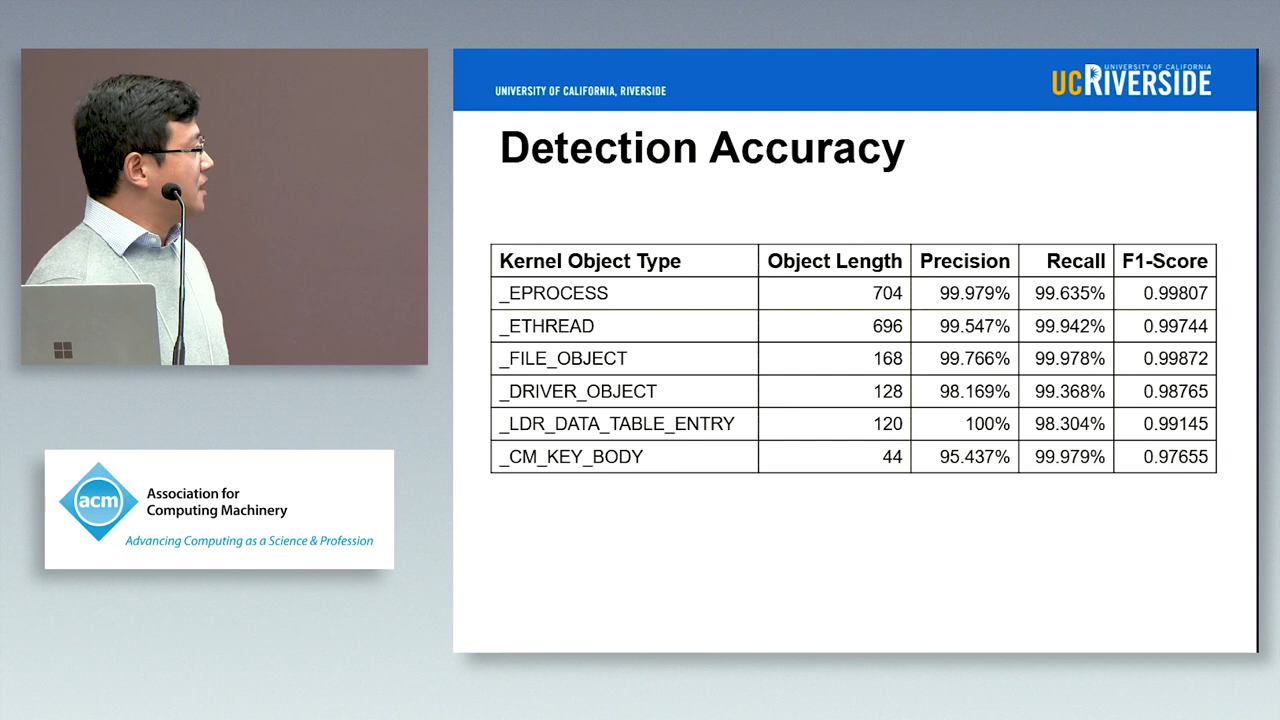 UNIVERSITY OF CALIFORNIA, RIVERSIDE
UNIVERSITY OF CALIFORNIA
UCRIVERSIDE
Detection Accuracy
Kernel Object Type Object Length Precision Recall F1-Score
_EPROCESS 704 99.979% 99.635% 0.99807
_ETHREAD 696 99.547% 99.942% 0.99744
_FILE_OBJECT 168 99.766% 99.978% 0.99872
_DRIVER_OBJECT 128 98.169% 99.368% 0.98765
_LDR_DATA_TABLE_ENTRY 120 100% 98.304% 0.99145
_CM_KEY_BODY 44 95.437% 99.979% 0.97655
acm
Association for
Computing Machinery
Advancing Computing as a Science & Profession